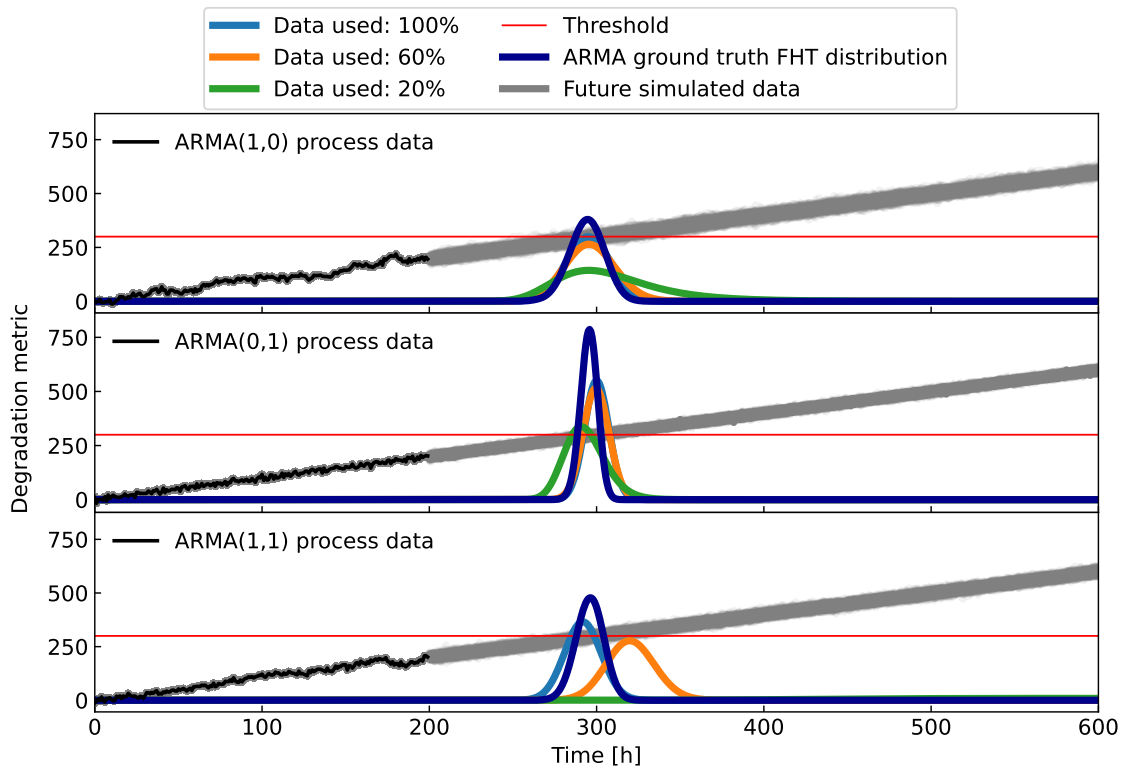 Data used: 100%
Data used: 60%
Data used: 20%
Threshold
ARMA ground truth FHT distribution
Future simulated data
Degradation metric
ARMA(1,0) process data
750
500
250
0
ARMA(0,1) process data
750
500
250
0
ARMA(1,1) process data
750
500
250
0
0 100 200 300 400 500 600
Time [h]